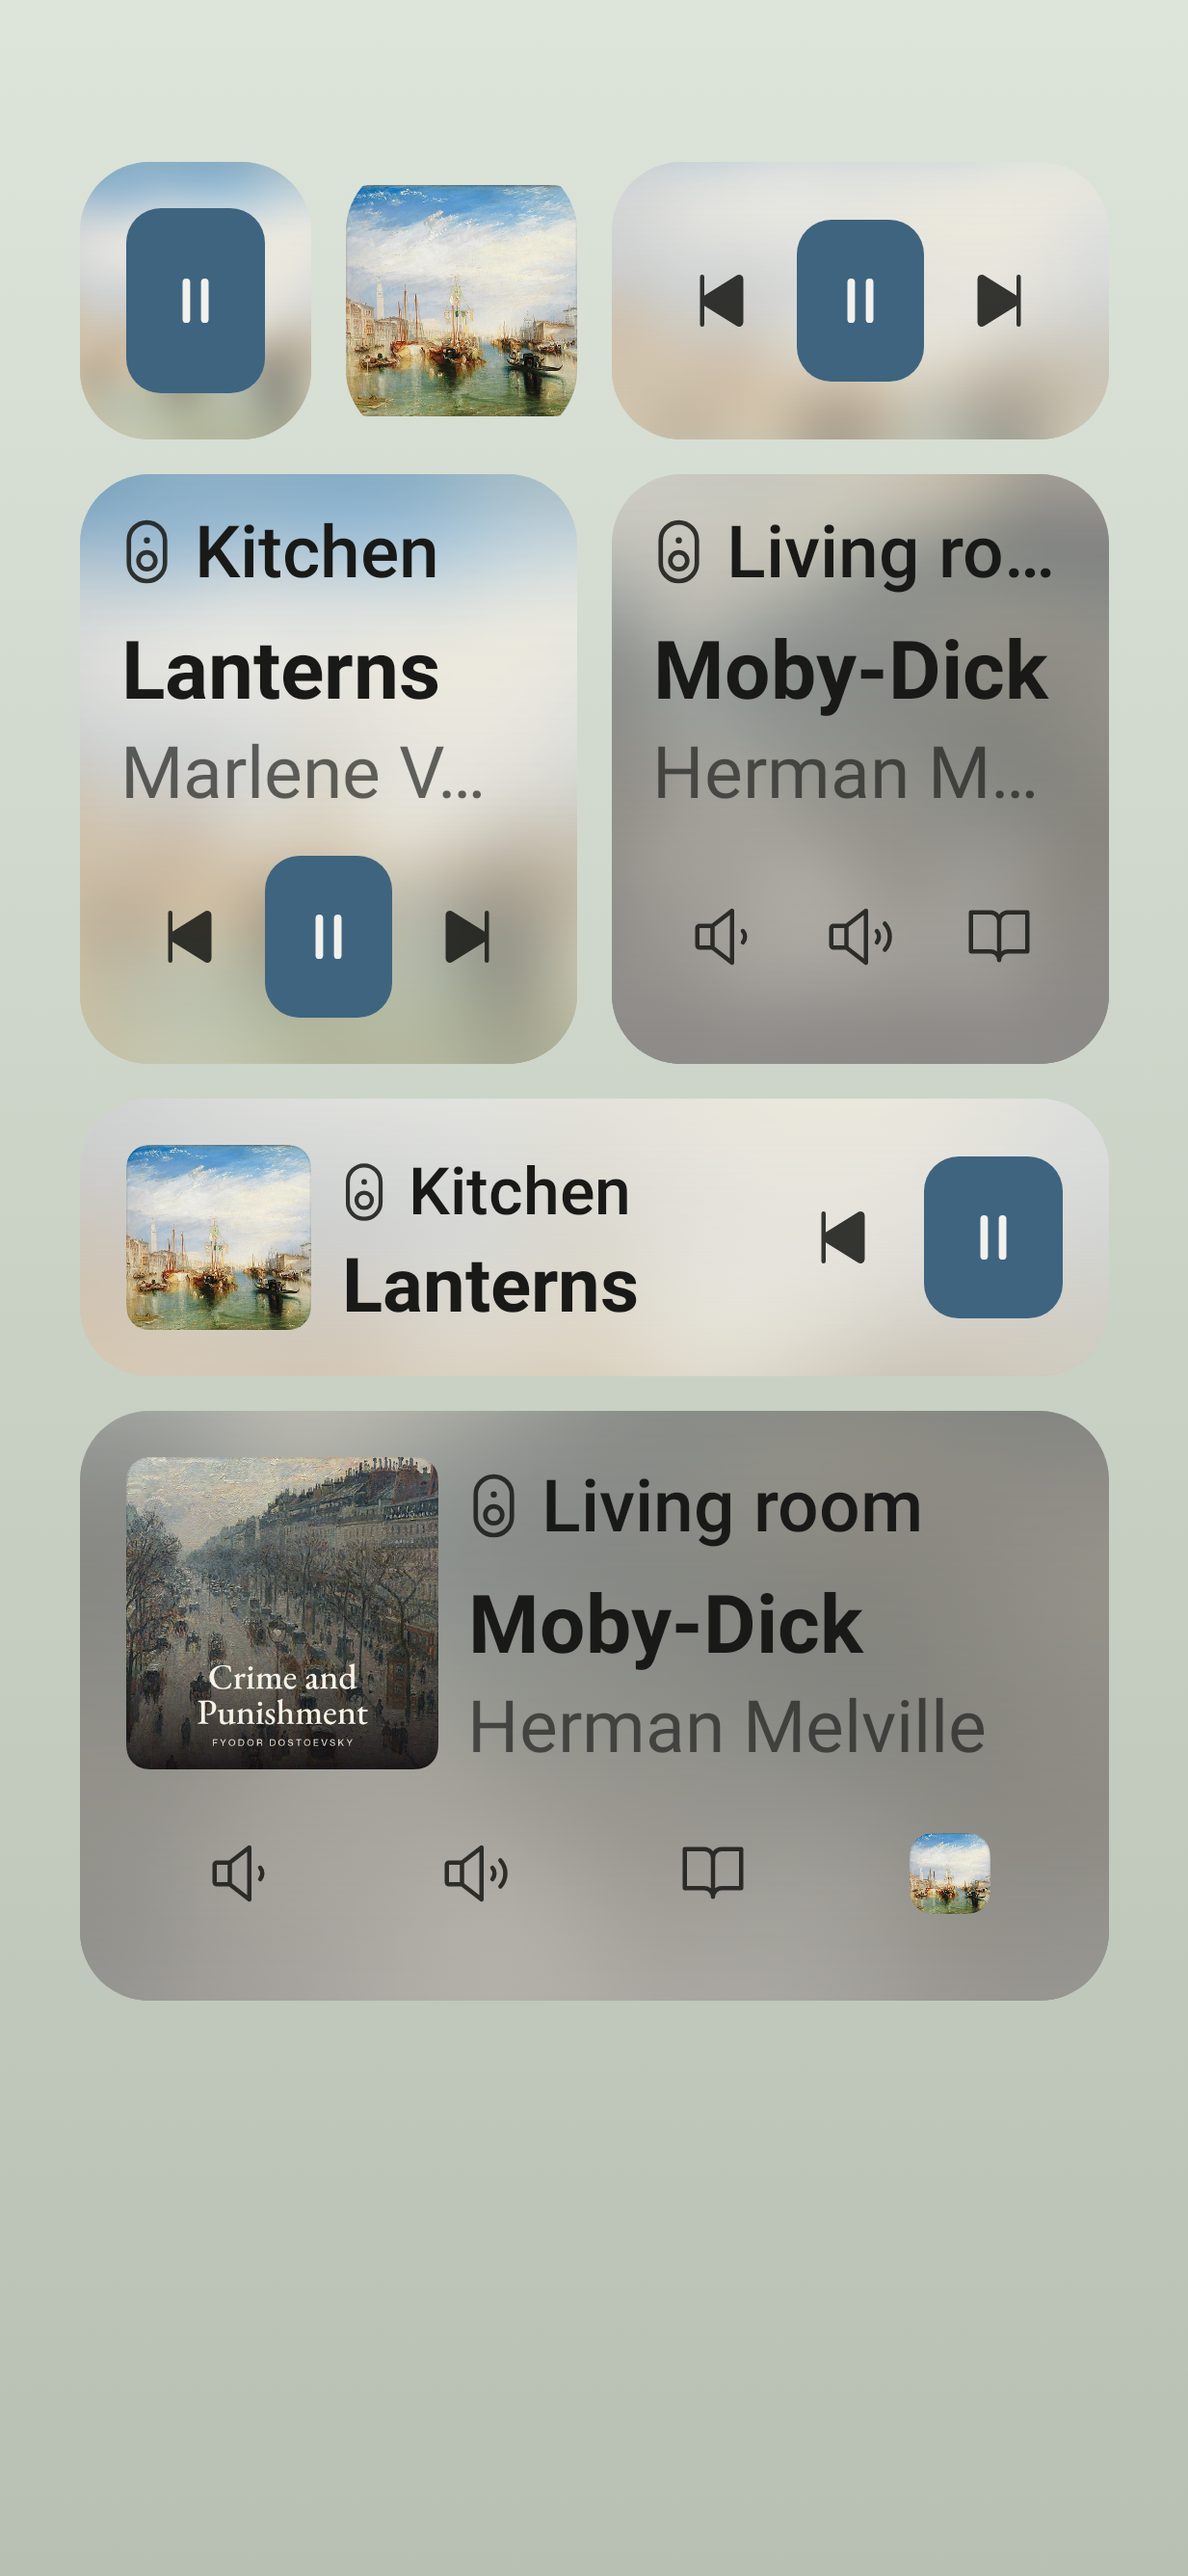 Kitchen
Lanterns
Marlene V...
Living ro...
Moby-Dick
Herman M...
Kitchen
Lanterns
Crime and
Punishment
FYODOR DOSTOEVSKY
Living room
Moby-Dick
Herman Melville